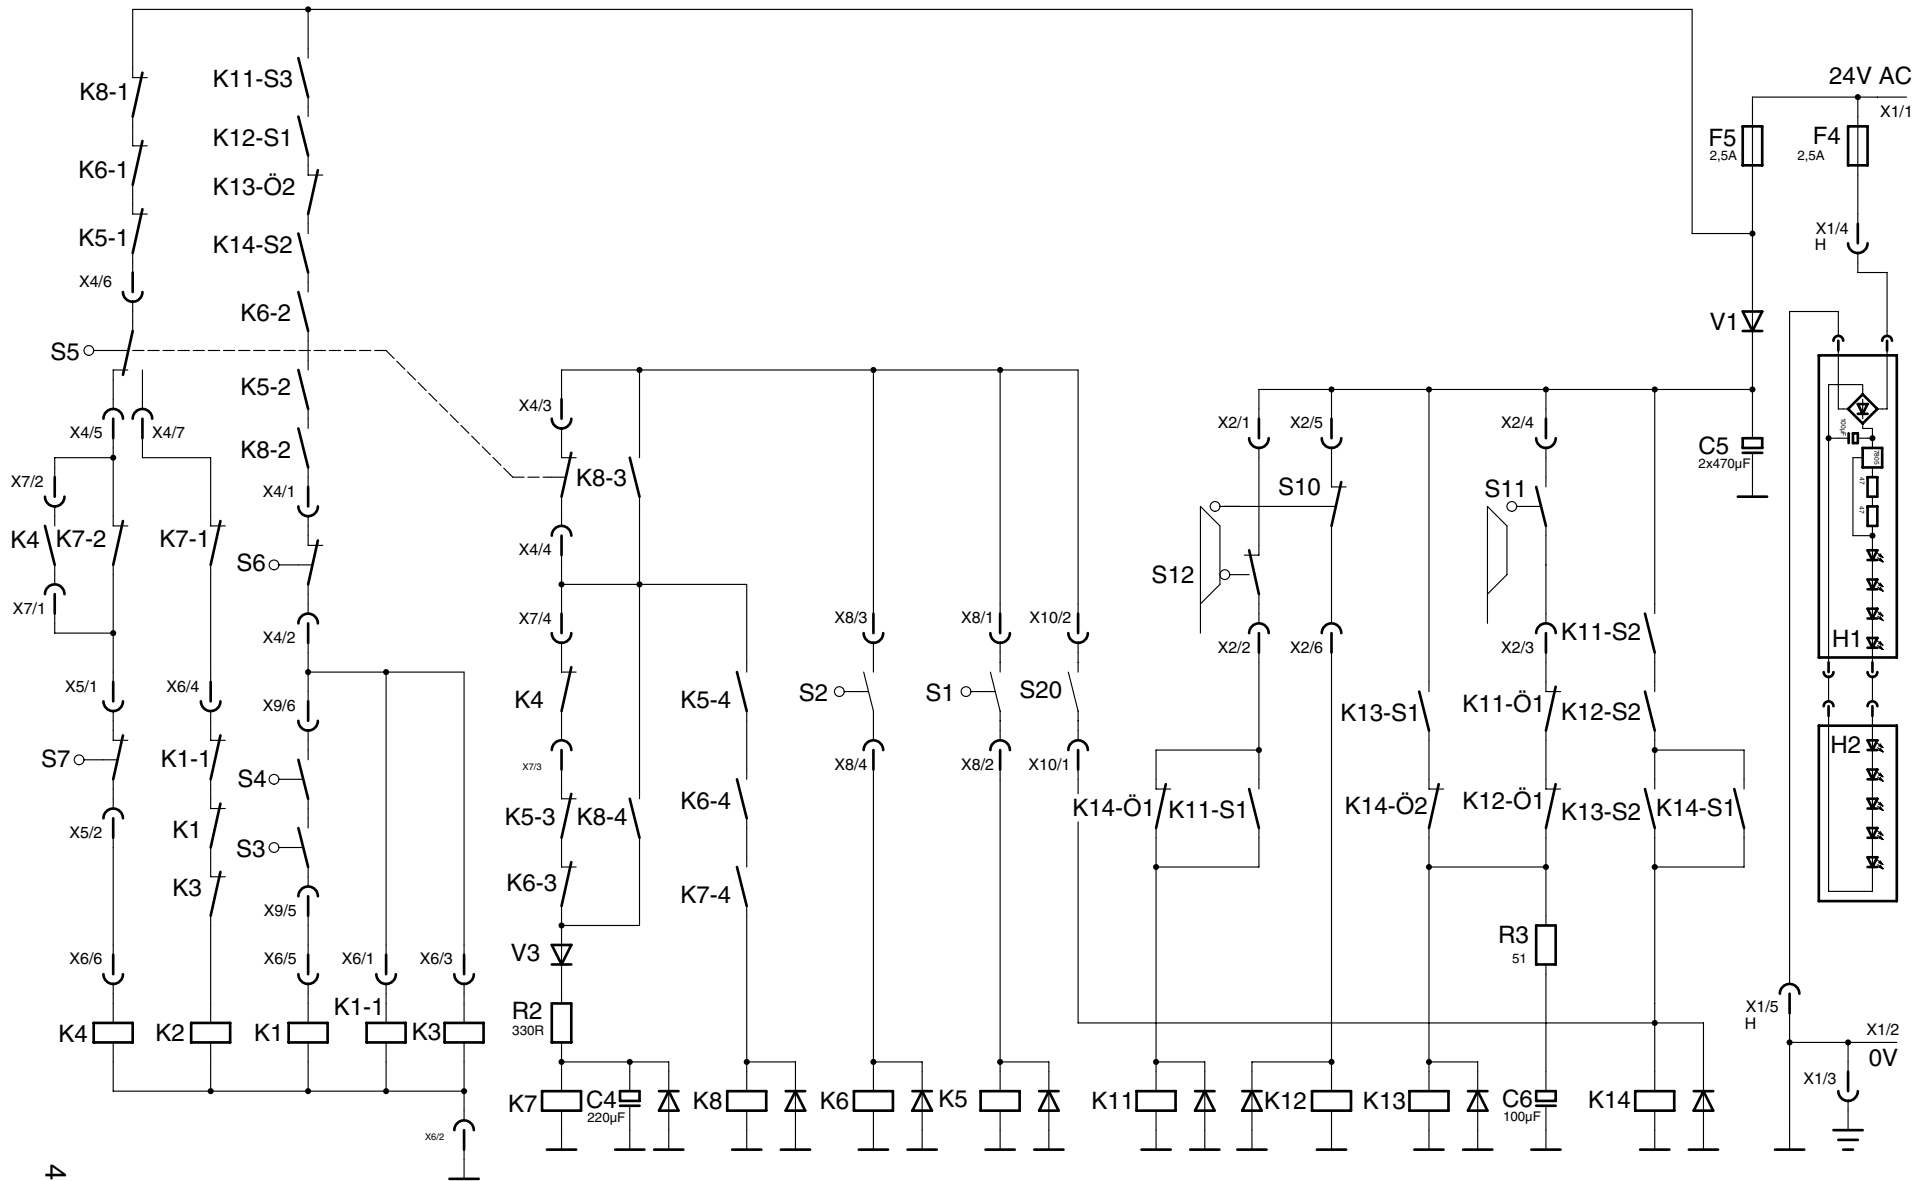 24V AC
X1/1
K8-1
K11-S3
F5
2,5A
F4
2,5A
K12-S1
K6-1
K13-Ö2
K5-1
K14-S2
X1/4
H
X4/6
K6-2
V1
S5
K5-2
X4/3
X2/1
X2/5
X2/4
X4/5
X4/7
K8-2
C5
2x470µF
100µF
7805
47
47
X7/2
X4/1
K8-3
S10
S11
K4
K7-2
K7-1
X4/4
S6
S12
X7/1
X4/2
X7/4
X8/3
X8/1
X10/2
X2/2
X2/6
X2/3
K11-S2
H1
X5/1
X6/4
X9/6
K4
K5-4
S2
S1
S20
K13-S1
K11-Ö1
K12-S2
S7
K1-1
S4
X7/3
X8/4
X8/2
X10/1
H2
X5/2
K1
S3
K5-3
K8-4
K6-4
K14-Ö1
K11-S1
K14-Ö2
K12-Ö1
K13-S2
K14-S1
K3
X9/5
K6-3
K7-4
X6/6
X6/5
X6/1
X6/3
V3
R3
51
K4
K2
K1
K1-1
K3
R2
330R
X1/5
H
X1/2
0V
X1/3
K7
C4
220µF
K8
K6
K5
K11
K12
K13
C6
100µF
K14
X6/2
4